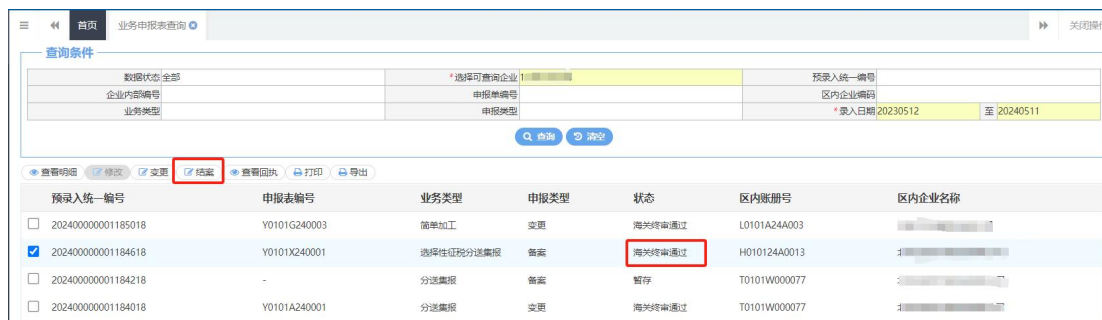 首页 业务申报表查询 关闭操作
查询条件
数据状态 全部 *选择可查询企业 1 预录入统一编号
企业内部编号 申报单编号 区内企业编码
业务类型 申报类型 *录入日期 20230512 至 20240511
查询 清空
查看明细 修改 变更 结案 查看回执 打印 导出
预录入统一编号 申报表编号 业务类型 申报类型 状态 区内账册号 区内企业名称
202400000001185018 Y0101G240003 简单加工 变更 海关终审通过 L0101A24A003
202400000001184618 Y0101X240001 选择性征税分送集报 备案 海关终审通过 H010124A0013
202400000001184218 - 分送集报 备案 暂存 T0101W000077
202400000001184018 Y0101A240001 分送集报 变更 海关终审通过 T0101W000077